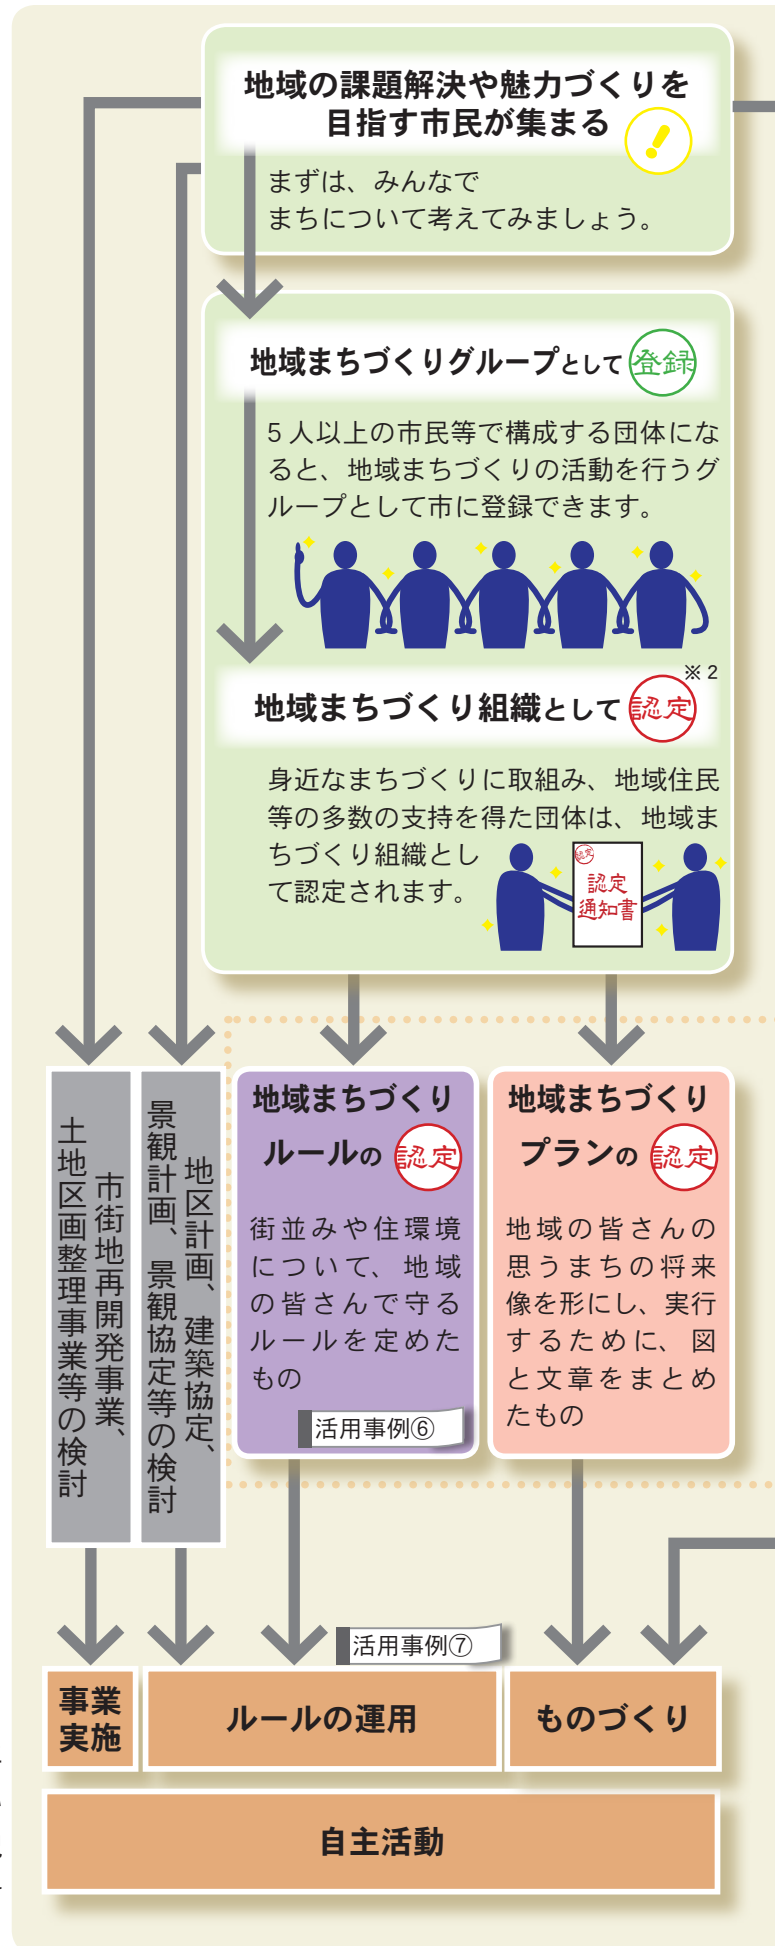 地域の課題解決や魅力づくりを
目指す市民が集まる
まずは、みんなで
まちについて考えてみましょう。
地域まちづくりグループとして 登録
5人以上の市民等で構成する団体にな
ると、地域まちづくりの活動を行うグ
ループとして市に登録できます。
※2
地域まちづくり組織として 認定
身近なまちづくりに取組み、地域住民
等の多数の支持を得た団体は、地域ま
ちづくり組織とし
て認定されます。
認定
認定
通知書
市街地再開発事業、
土地区画整理事業等の検討
地区計画、建築協定、
景観計画、景観協定等の検討
地域まちづくり
ルールの 認定
街並みや住環境
について、地域
の皆さんで守る
ルールを定めた
もの
活用事例⑥
地域まちづくり
プランの 認定
地域の皆さんの
思うまちの将来
像を形にし、実行
するために、図
と文章をまとめ
たもの
活用事例⑦
事業
実施
ルールの運用
ものづくり
自主活動